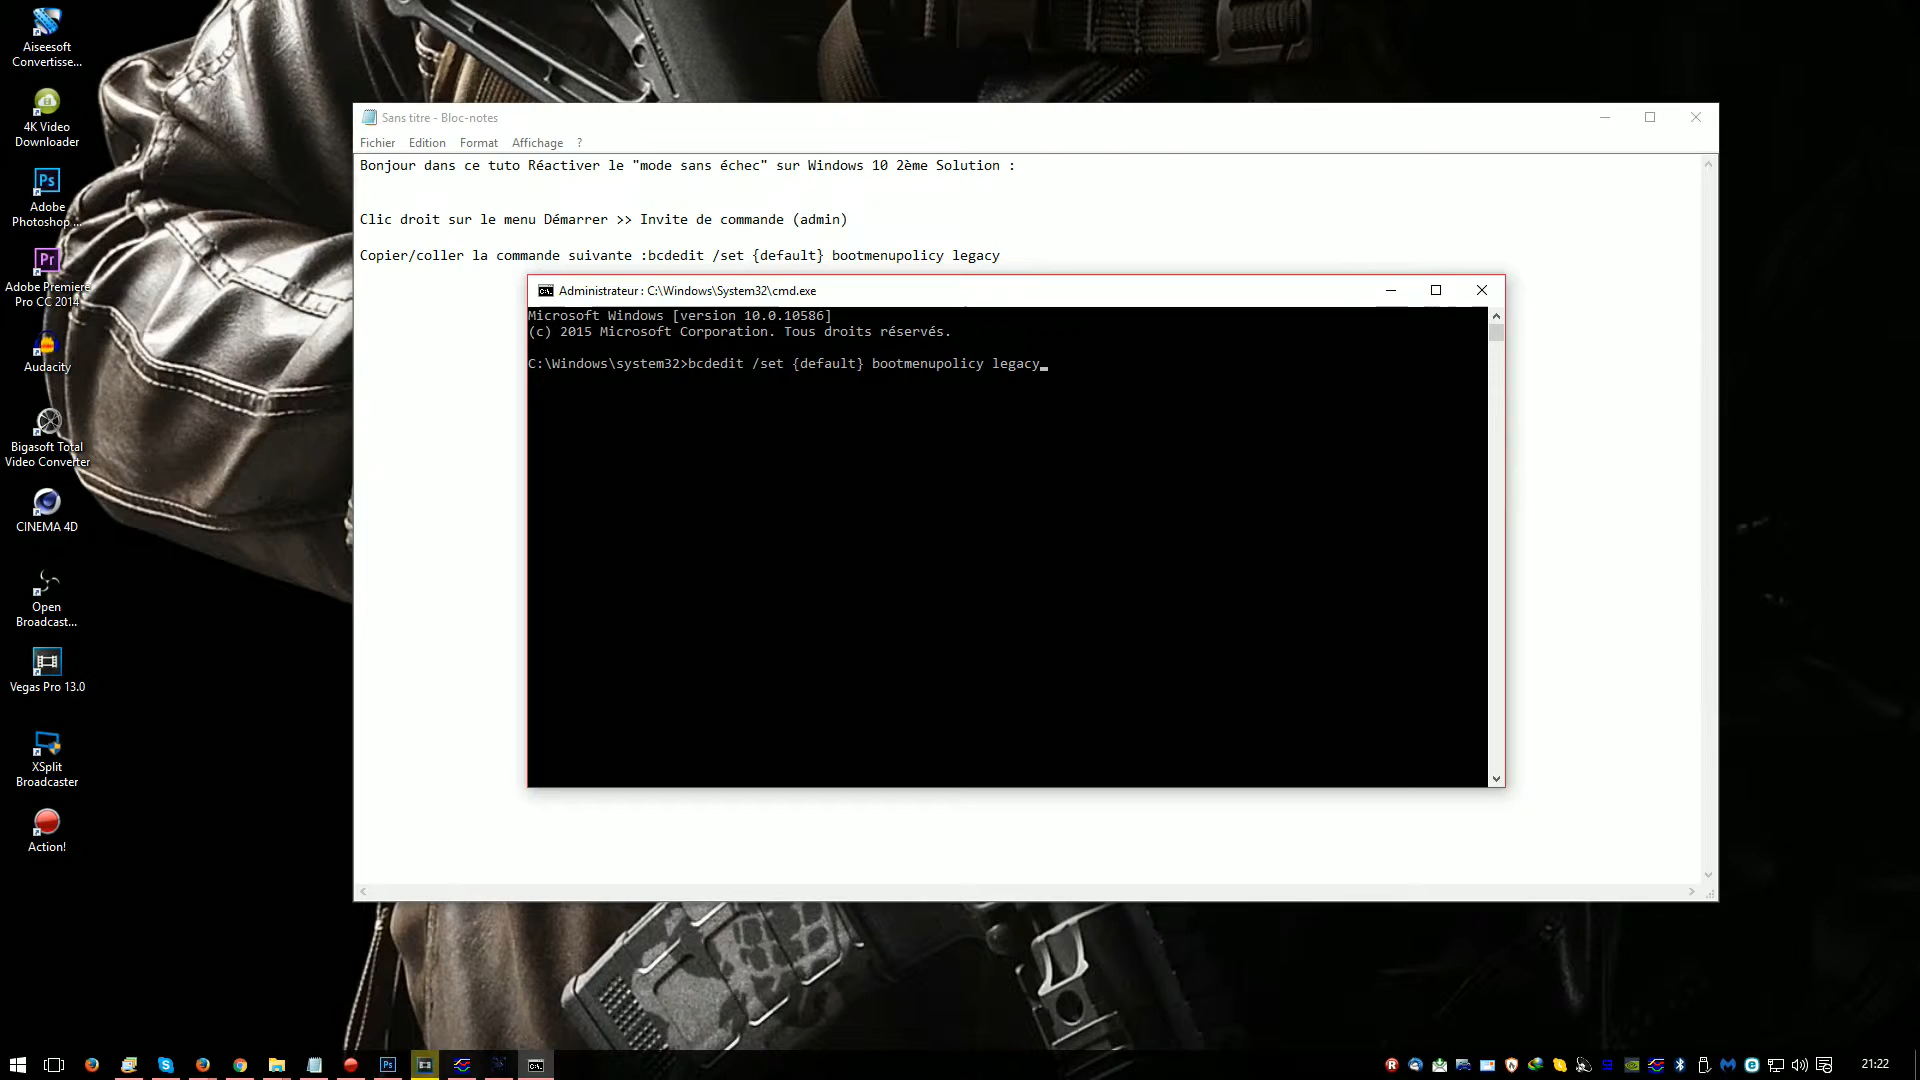 Aiseesoft
Convertisse...
4K Video
Downloader
Adobe
Photoshop ...
Adobe Premiere
Pro CC 2014
Audacity
Bigasoft Total
Video Converter
CINEMA 4D
Open
Broadcast...
Vegas Pro 13.0
XSplit
Broadcaster
Action!
Sans titre - Bloc-notes
Fichier Edition Format Affichage ?
Bonjour dans ce tuto Réactiver le "mode sans échec" sur Windows 10 2ème Solution :
Clic droit sur le menu Démarrer >> Invite de commande (admin)
Copier/coller la commande suivante :bcdedit /set {default} bootmenupolicy legacy
Administrateur : C:\Windows\System32\cmd.exe
Microsoft Windows [version 10.0.10586]
(c) 2015 Microsoft Corporation. Tous droits réservés.
C:\Windows\system32>bcdedit /set {default} bootmenupolicy legacy
21:22